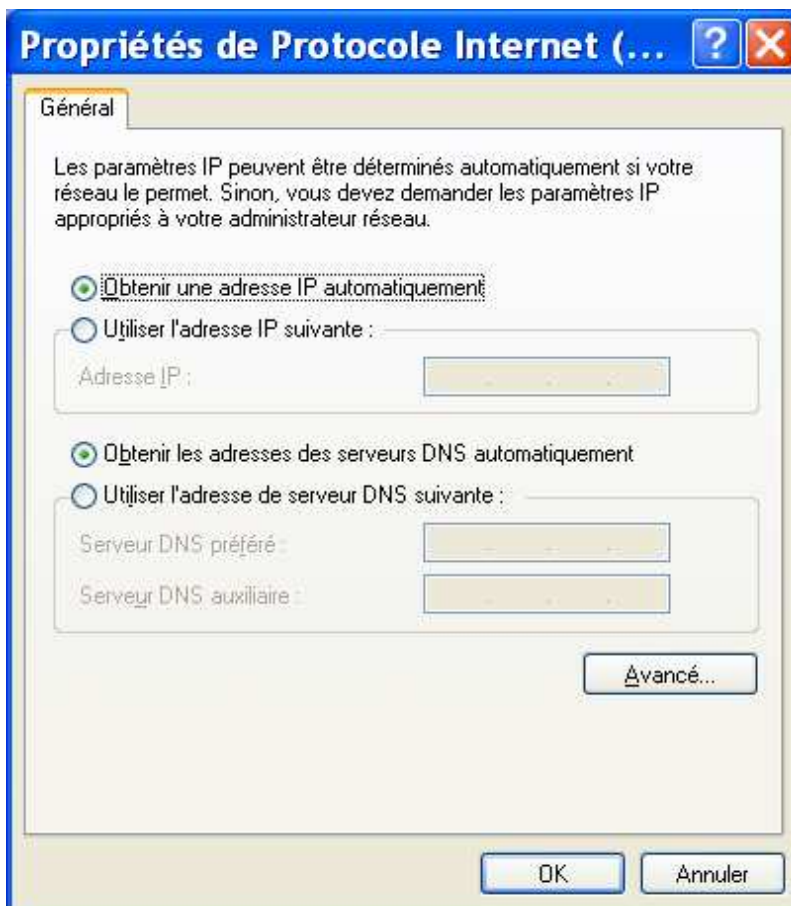 Propriétés de Protocole Internet (...
Général
Les paramètres IP peuvent être déterminés automatiquement si votre
réseau le permet. Sinon, vous devez demander les paramètres IP
appropriés à votre administrateur réseau.
Obtenir une adresse IP automatiquement
Utiliser l'adresse IP suivante :
Adresse IP :
Obtenir les adresses des serveurs DNS automatiquement
Utiliser l'adresse de serveur DNS suivante :
Serveur DNS préféré :
Serveur DNS auxiliaire :
Avancé...
OK
Annuler